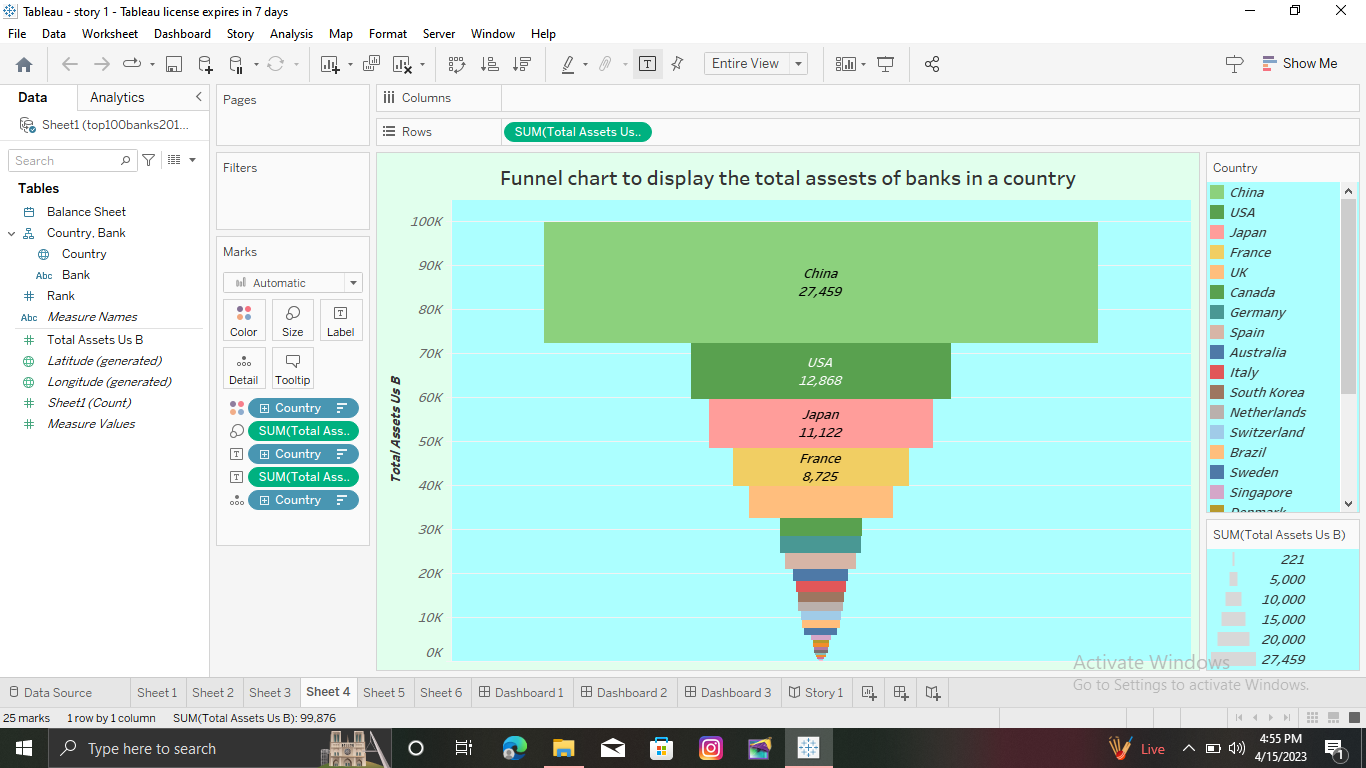 Tableau - story 1 - Tableau license expires in 7 days
File Data Worksheet Dashboard Story Analysis Map Format Server Window Help
Entire View
Show Me
Data Analytics
Sheet1 (top100banks201...
Search
Tables
Balance Sheet
Country, Bank
Country
Abc Bank
Rank
Abc Measure Names
Total Assets Us B
Latitude (generated)
Longitude (generated)
Sheet1 (Count)
Measure Values
Pages
Filters
Marks
Automatic
Color Size Label
Detail Tooltip
Country
SUM(Total Ass..
Country
SUM(Total Ass..
Country
Columns
Rows SUM(Total Assets Us..
Funnel chart to display the total assests of banks in a country
Total Assets Us B
100K
90K
80K
70K
60K
50K
40K
30K
20K
10K
0K
China
27,459
USA
12,868
Japan
11,122
France
8,725
Country
China
USA
Japan
France
UK
Canada
Germany
Spain
Australia
Italy
South Korea
Netherlands
Switzerland
Brazil
Sweden
Singapore
Denmark
SUM(Total Assets Us B)
221
5,000
10,000
15,000
20,000
27,459
Activate Windows
Go to Settings to activate Windows.
Data Source Sheet 1 Sheet 2 Sheet 3 Sheet 4 Sheet 5 Sheet 6 Dashboard 1 Dashboard 2 Dashboard 3 Story 1
25 marks 1 row by 1 column SUM(Total Assets Us B): 99,876
Type here to search
Live
4:55 PM
4/15/2023
1